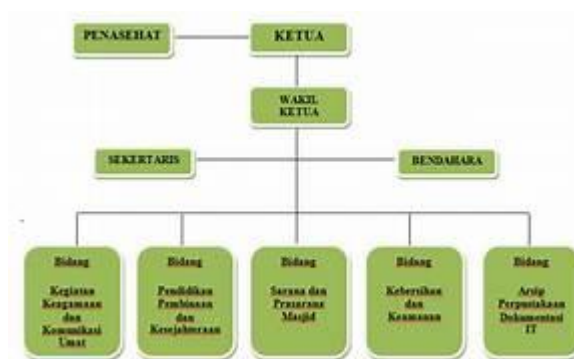 PENASEHAT
KETUA
WAKIL
KETUA
SEKERTARIS
BENDAHARA
Bidang
Kegiatan
Keagamaan
dan
Komunikasi
Umat
Bidang
Pendidikan
Pembinaan
dan
Kesejahteraan
Bidang
Sarana dan
Prasarana
Masjid
Bidang
Kebersihan
dan
Keamanan
Bidang
Arsip
Perpustakaan
Dokumentasi
IT